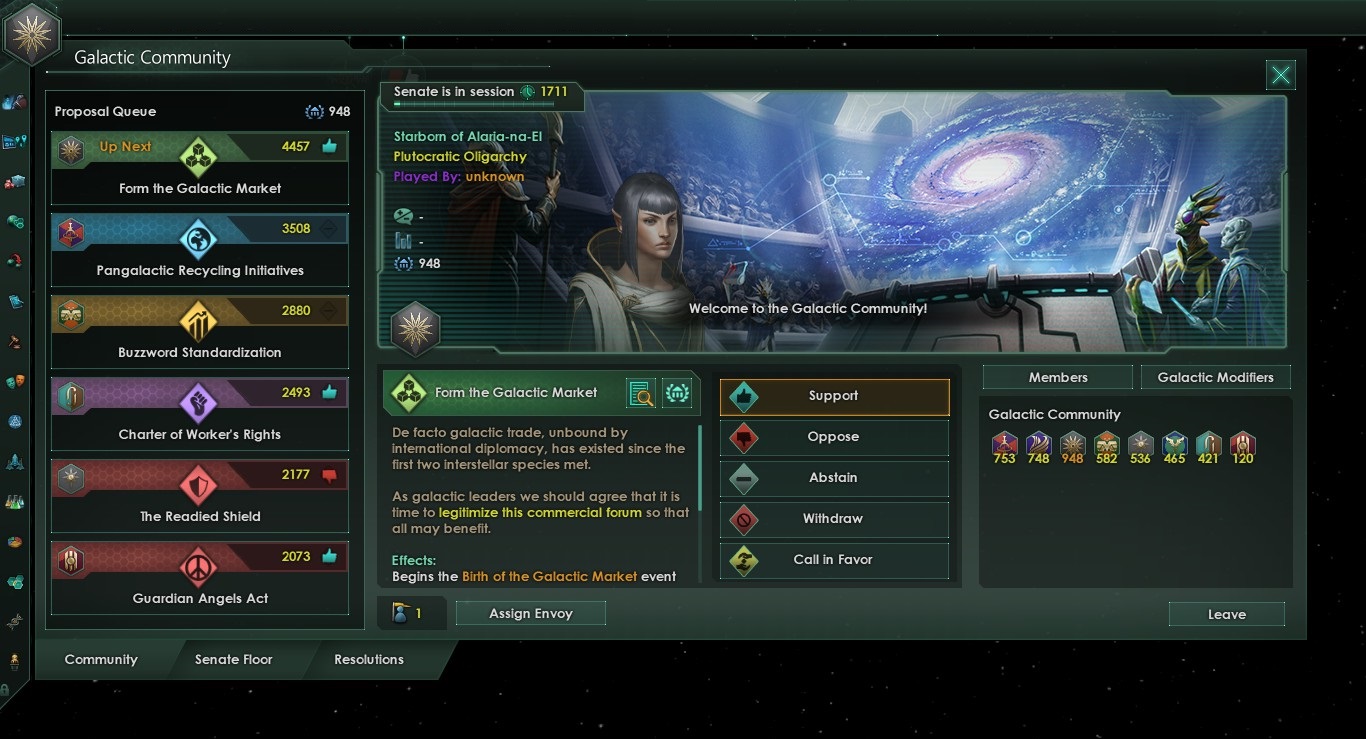 Galactic Community
Proposal Queue 948
Up Next 4457
Form the Galactic Market
3508
Pangalactic Recycling Initiatives
2880
Buzzword Standardization
2493
Charter of Worker's Rights
2177
The Readied Shield
2073
Guardian Angels Act
Senate is in session 1711
Starborn of Alaria-na-El
Plutocratic Oligarchy
Played By: unknown
-
-
948
Welcome to the Galactic Community!
Form the Galactic Market
De facto galactic trade, unbound by
international diplomacy, has existed since the
first two interstellar species met.
As galactic leaders we should agree that it is
time to legitimize this commercial forum so that
all may benefit.
Effects:
Begins the Birth of the Galactic Market event
Support
Oppose
Abstain
Withdraw
Call in Favor
Members Galactic Modifiers
Galactic Community
753 748 948 582 536 465 421 120
1 Assign Envoy
Leave
Community Senate Floor Resolutions